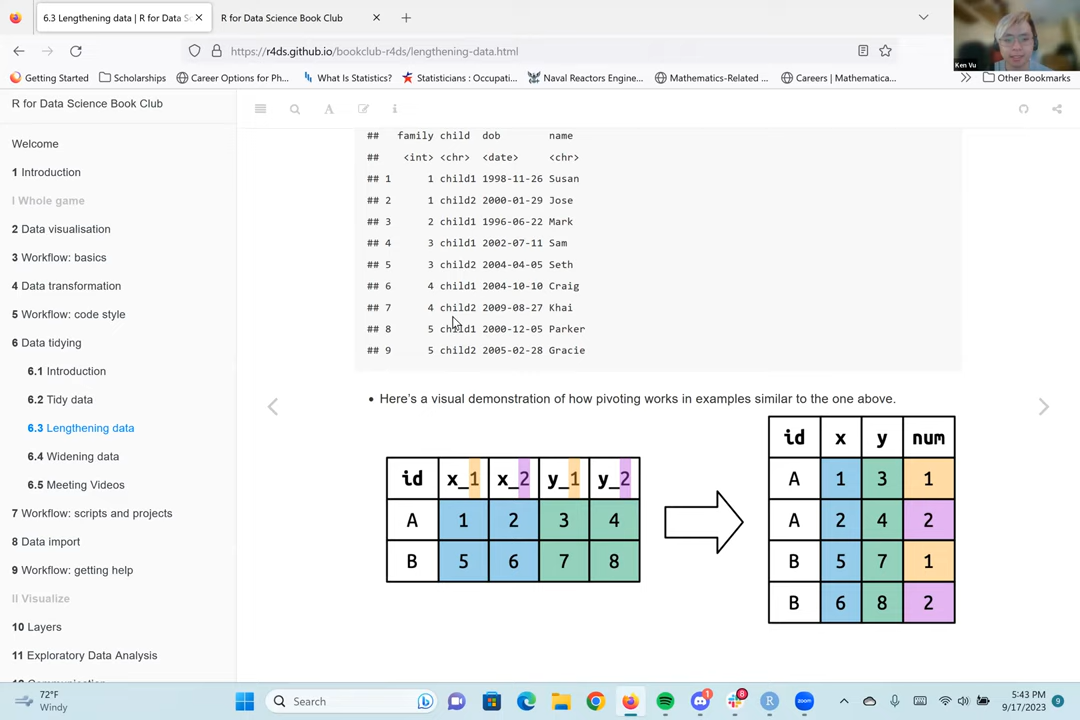 6.3 Lengthening data | R for Data Sc
R for Data Science Book Club
https://r4ds.github.io/bookclub-r4ds/lengthening-data.html
Ken Vu
Getting Started
Scholarships
Career Options for Ph...
What Is Statistics?
Statisticians : Occupati...
Naval Reactors Engine...
Mathematics-Related ...
Careers | Mathematica...
Other Bookmarks
R for Data Science Book Club
Welcome
1 Introduction
I Whole game
2 Data visualisation
3 Workflow: basics
4 Data transformation
5 Workflow: code style
6 Data tidying
6.1 Introduction
6.2 Tidy data
6.3 Lengthening data
6.4 Widening data
6.5 Meeting Videos
7 Workflow: scripts and projects
8 Data import
9 Workflow: getting help
II Visualize
10 Layers
11 Exploratory Data Analysis
## family child dob name
## <int> <chr> <date> <chr>
## 1 1 child1 1998-11-26 Susan
## 2 1 child2 2000-01-29 Jose
## 3 2 child1 1996-06-22 Mark
## 4 3 child1 2002-07-11 Sam
## 5 3 child2 2004-04-05 Seth
## 6 4 child1 2004-10-10 Craig
## 7 4 child2 2009-08-27 Khai
## 8 5 child1 2000-12-05 Parker
## 9 5 child2 2005-02-28 Gracie
• Here's a visual demonstration of how pivoting works in examples similar to the one above.
id x_1 x_2 y_1 y_2
A 1 2 3 4
B 5 6 7 8
id x y num
A 1 3 1
A 2 4 2
B 5 7 1
B 6 8 2
72°F
Windy
Search
1
8
zoom
5:43 PM
9/17/2023
9